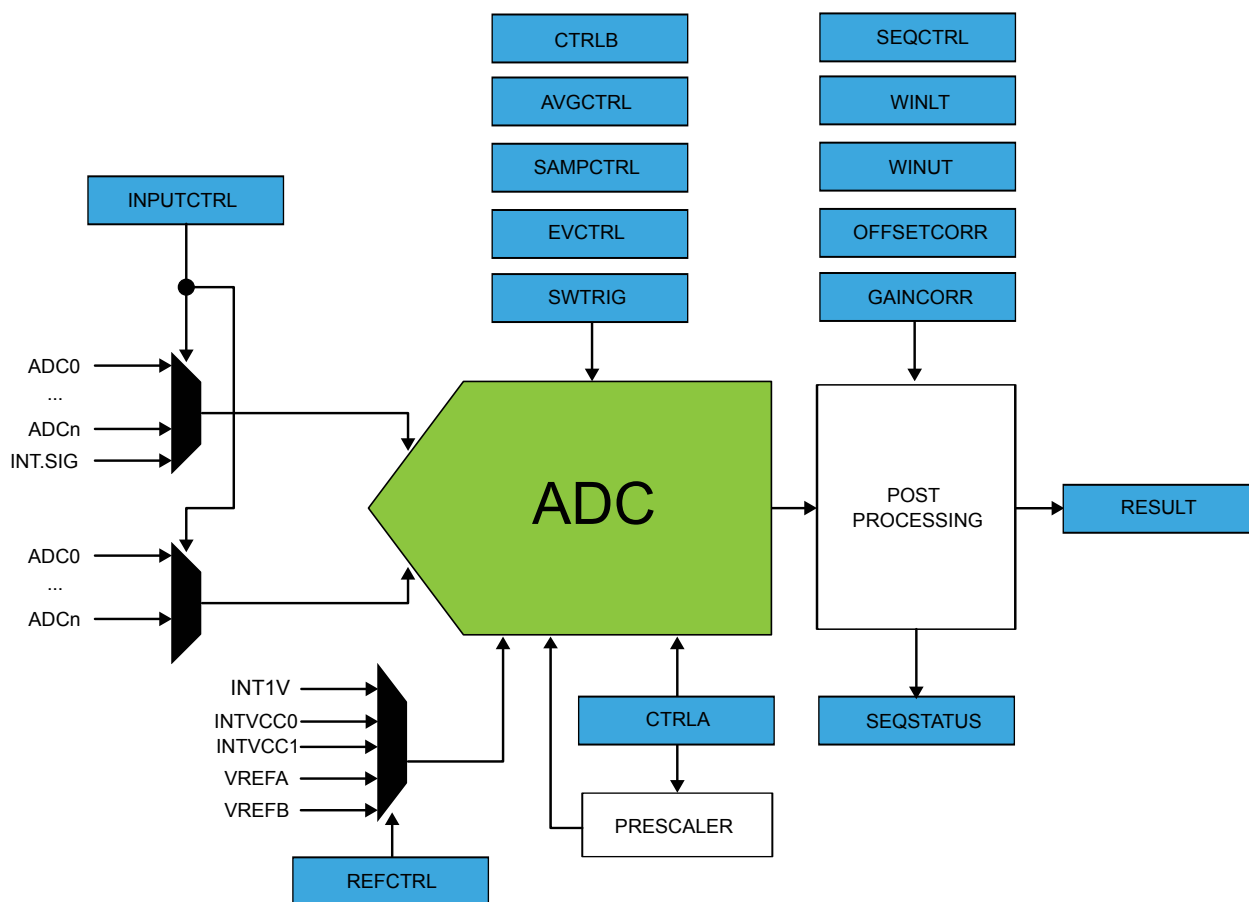 CTRLB
SEQCTRL
AVGCTRL
WINLT
SAMPCTRL
WINUT
INPUTCTRL
EVCTRL
OFFSETCORR
SWTRIG
GAINCORR
ADC0
...
ADCn
INT.SIG
ADC
POST
PROCESSING
RESULT
ADC0
...
ADCn
INT1V
INTVCC0
INTVCC1
VREFA
VREFB
CTRLA
SEQSTATUS
PRESCALER
REFCTRL